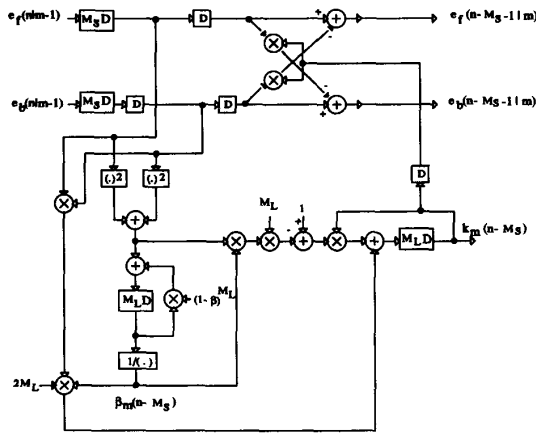 e_f(n|m-1) M_S D D + + e_f(n- M_S -1 | m)
-
-
e_b(n|m-1) M_S D D D + + e_b(n- M_S -1 | m)
(.)² (.)² D
M_L 1
+ × × - + + × + M_L D k_m(n- M_S)
+
M_L D × (1- β)^M_L
1/( . )
2M_L ×
β_m(n- M_S)